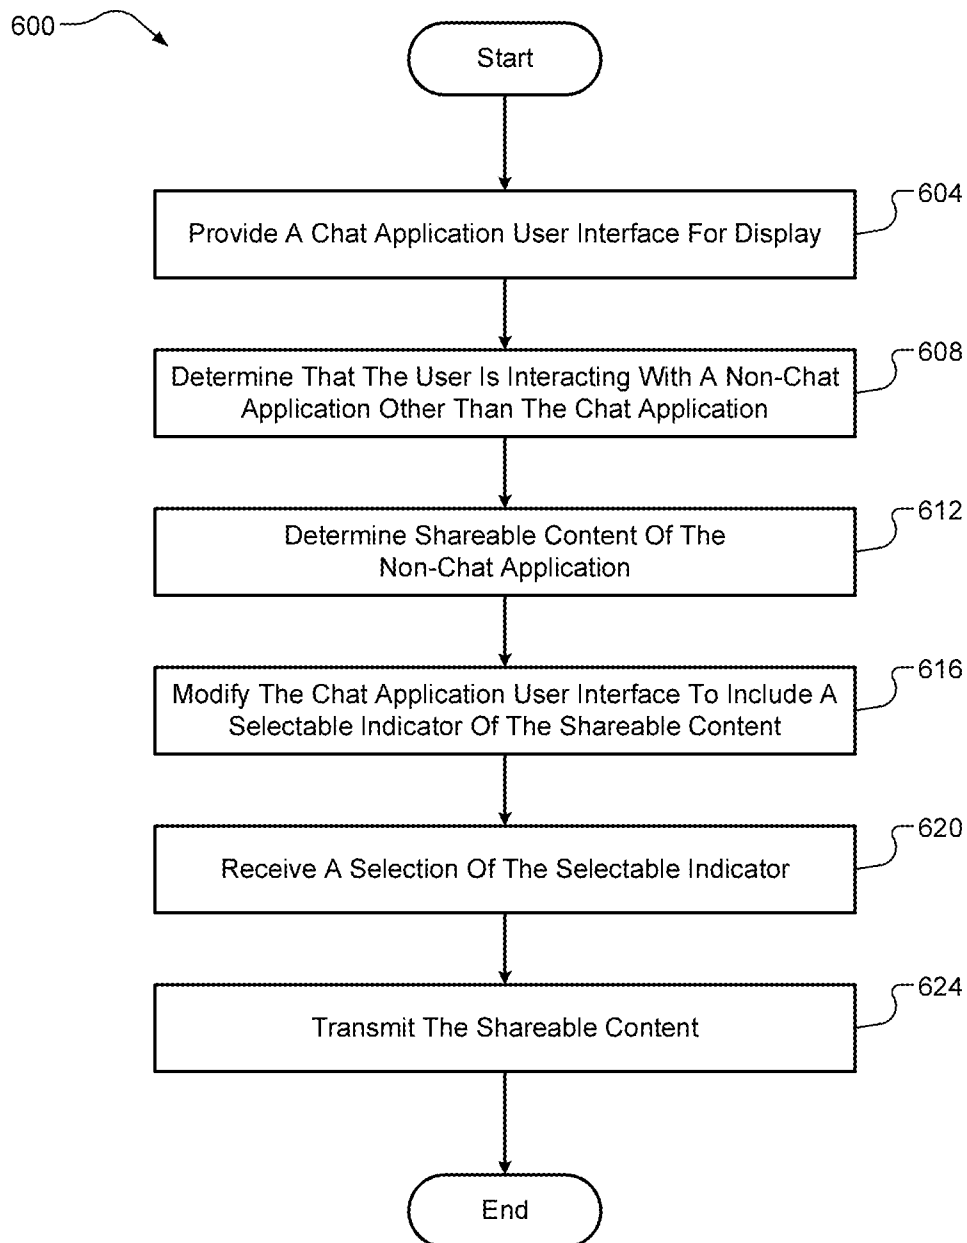 600
Start
604
Provide A Chat Application User Interface For Display
608
Determine That The User Is Interacting With A Non-Chat
Application Other Than The Chat Application
612
Determine Shareable Content Of The
Non-Chat Application
616
Modify The Chat Application User Interface To Include A
Selectable Indicator Of The Shareable Content
620
Receive A Selection Of The Selectable Indicator
624
Transmit The Shareable Content
End